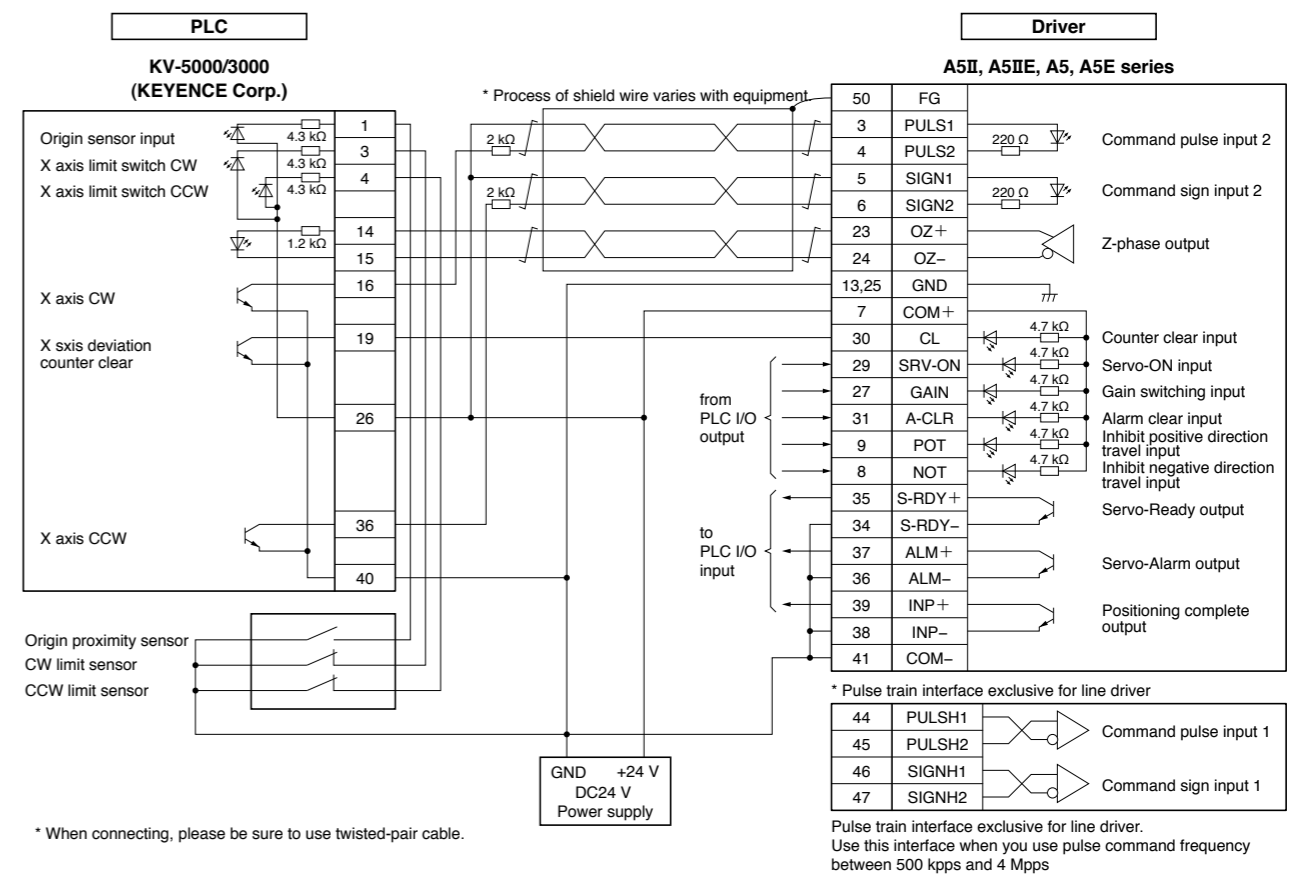 PLC
KV-5000/3000
(KEYENCE Corp.)
Origin sensor input
X axis limit switch CW
X axis limit switch CCW
X axis CW
X sxis deviation
counter clear
X axis CCW
4.3 kΩ
4.3 kΩ
4.3 kΩ
1.2 kΩ
1
3
4
14
15
16
19
26
36
40
Origin proximity sensor
CW limit sensor
CCW limit sensor
* When connecting, please be sure to use twisted-pair cable.
* Process of shield wire varies with equipment.
2 kΩ
2 kΩ
from
PLC I/O
output
to
PLC I/O
input
GND +24 V
DC24 V
Power supply
Driver
A5II, A5IIE, A5, A5E series
50 FG
3 PULS1
4 PULS2
5 SIGN1
6 SIGN2
23 OZ+
24 OZ–
13,25 GND
7 COM+
30 CL
29 SRV-ON
27 GAIN
31 A-CLR
9 POT
8 NOT
35 S-RDY+
34 S-RDY–
37 ALM+
36 ALM–
39 INP+
38 INP–
41 COM–
220 Ω
220 Ω
4.7 kΩ
4.7 kΩ
4.7 kΩ
4.7 kΩ
4.7 kΩ
4.7 kΩ
Command pulse input 2
Command sign input 2
Z-phase output
Counter clear input
Servo-ON input
Gain switching input
Alarm clear input
Inhibit positive direction
travel input
Inhibit negative direction
travel input
Servo-Ready output
Servo-Alarm output
Positioning complete
output
* Pulse train interface exclusive for line driver
44 PULSH1
45 PULSH2
46 SIGNH1
47 SIGNH2
Command pulse input 1
Command sign input 1
Pulse train interface exclusive for line driver.
Use this interface when you use pulse command frequency
between 500 kpps and 4 Mpps